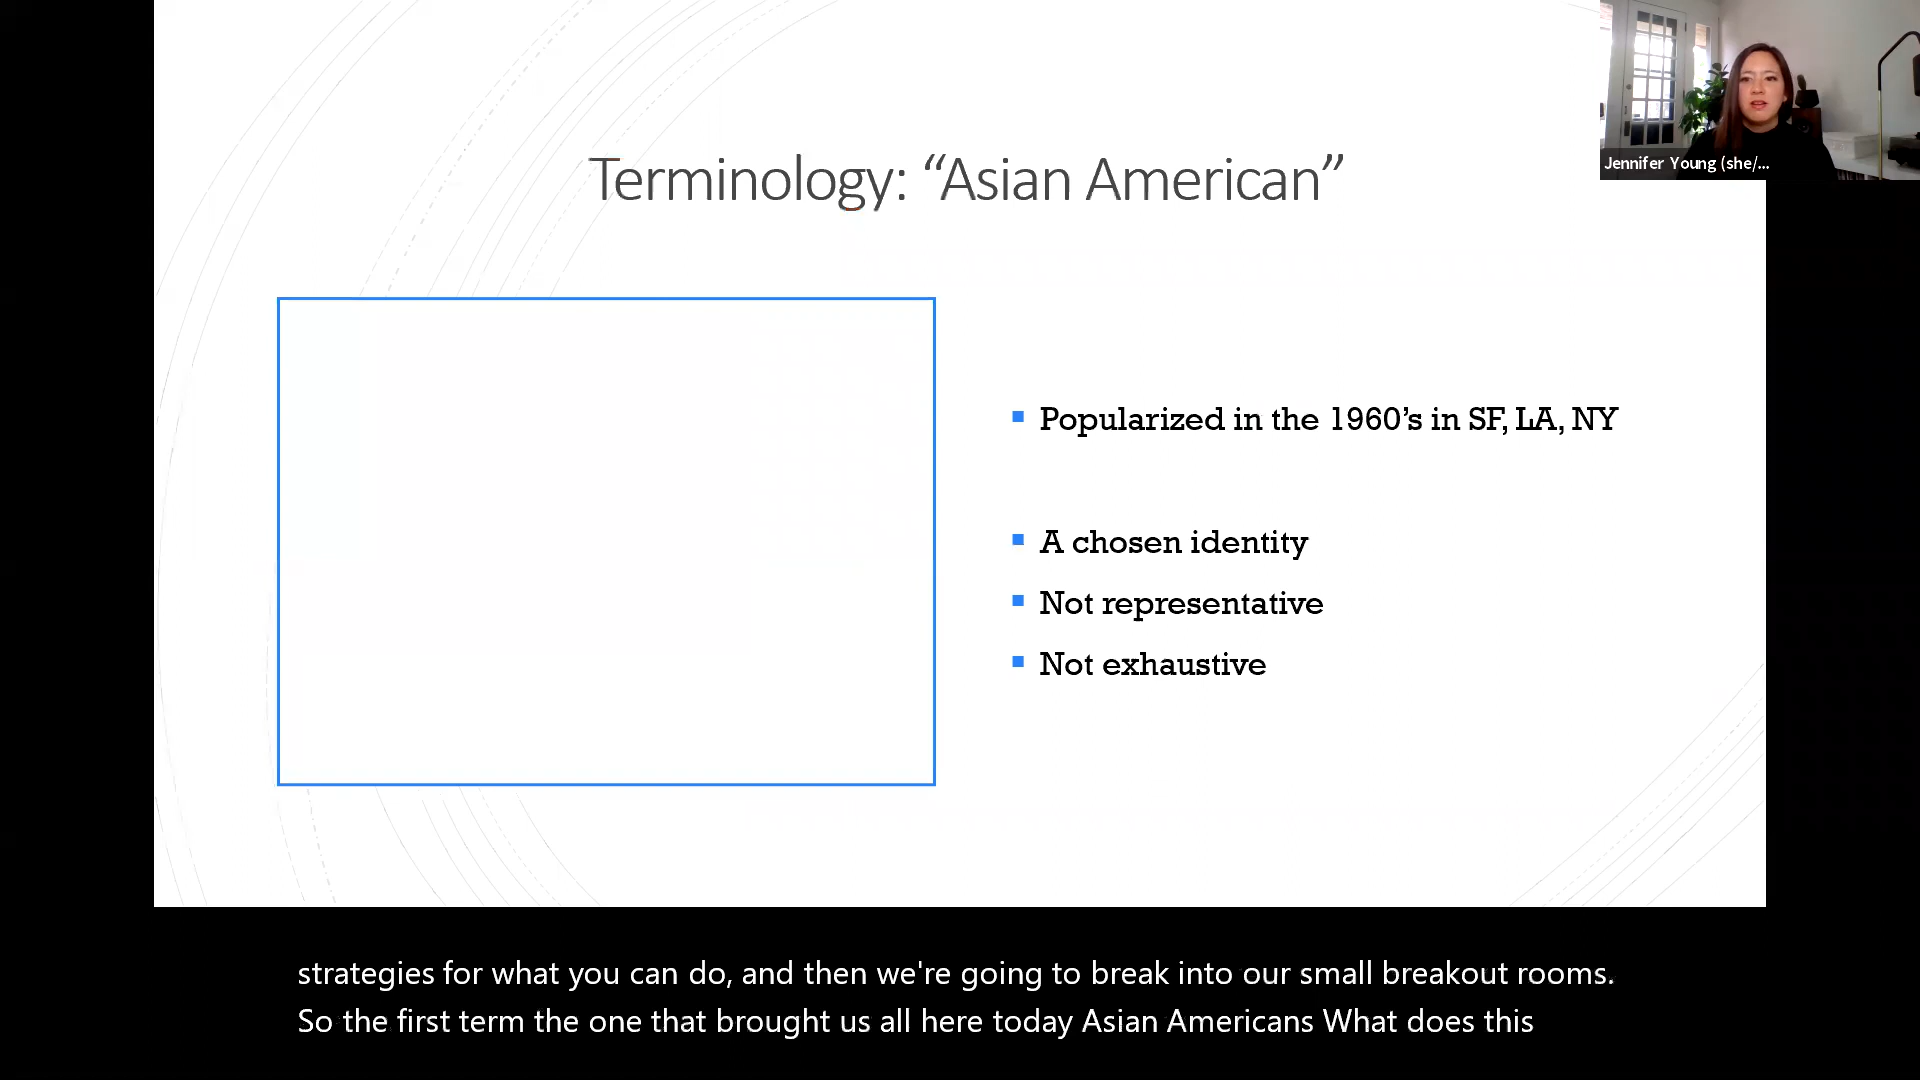 Terminology: “Asian American”
Jennifer Young (she/...
Popularized in the 1960’s in SF, LA, NY
A chosen identity
Not representative
Not exhaustive
strategies for what you can do, and then we're going to break into our small breakout rooms.
So the first term the one that brought us all here today Asian Americans What does this